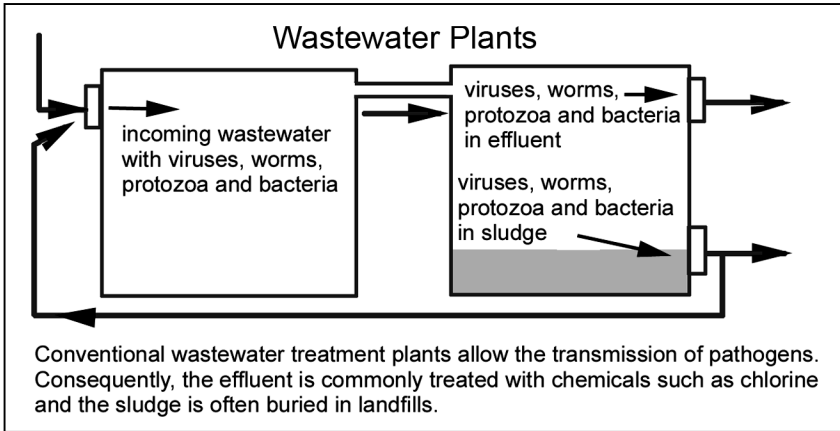 Wastewater Plants
incoming wastewater
with viruses, worms,
protozoa and bacteria
viruses, worms,
protozoa and bacteria
in effluent
viruses, worms,
protozoa and bacteria
in sludge
Conventional wastewater treatment plants allow the transmission of pathogens.
Consequently, the effluent is commonly treated with chemicals such as chlorine
and the sludge is often buried in landfills.